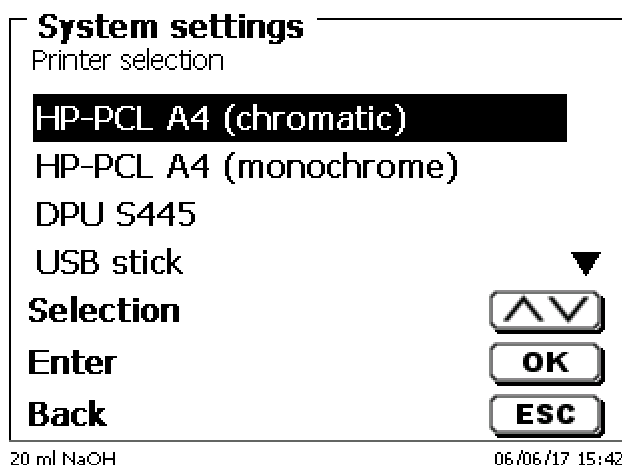 System settings
Printer selection
HP-PCL A4 (chromatic)
HP-PCL A4 (monochrome)
DPU S445
USB stick
Selection
Enter OK
Back ESC
20 ml NaOH 06/06/17 15:42